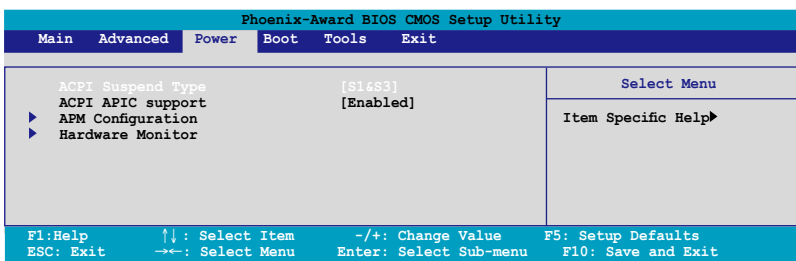 Phoenix-Award BIOS CMOS Setup Utility
Main Advanced Power Boot Tools Exit
ACPI Suspend Type [S1&S3]
ACPI APIC support [Enabled]
APM Configuration
Hardware Monitor
Select Menu
Item Specific Help
F1:Help ↑↓: Select Item -/+: Change Value F5: Setup Defaults
ESC: Exit →←: Select Menu Enter: Select Sub-menu F10: Save and Exit